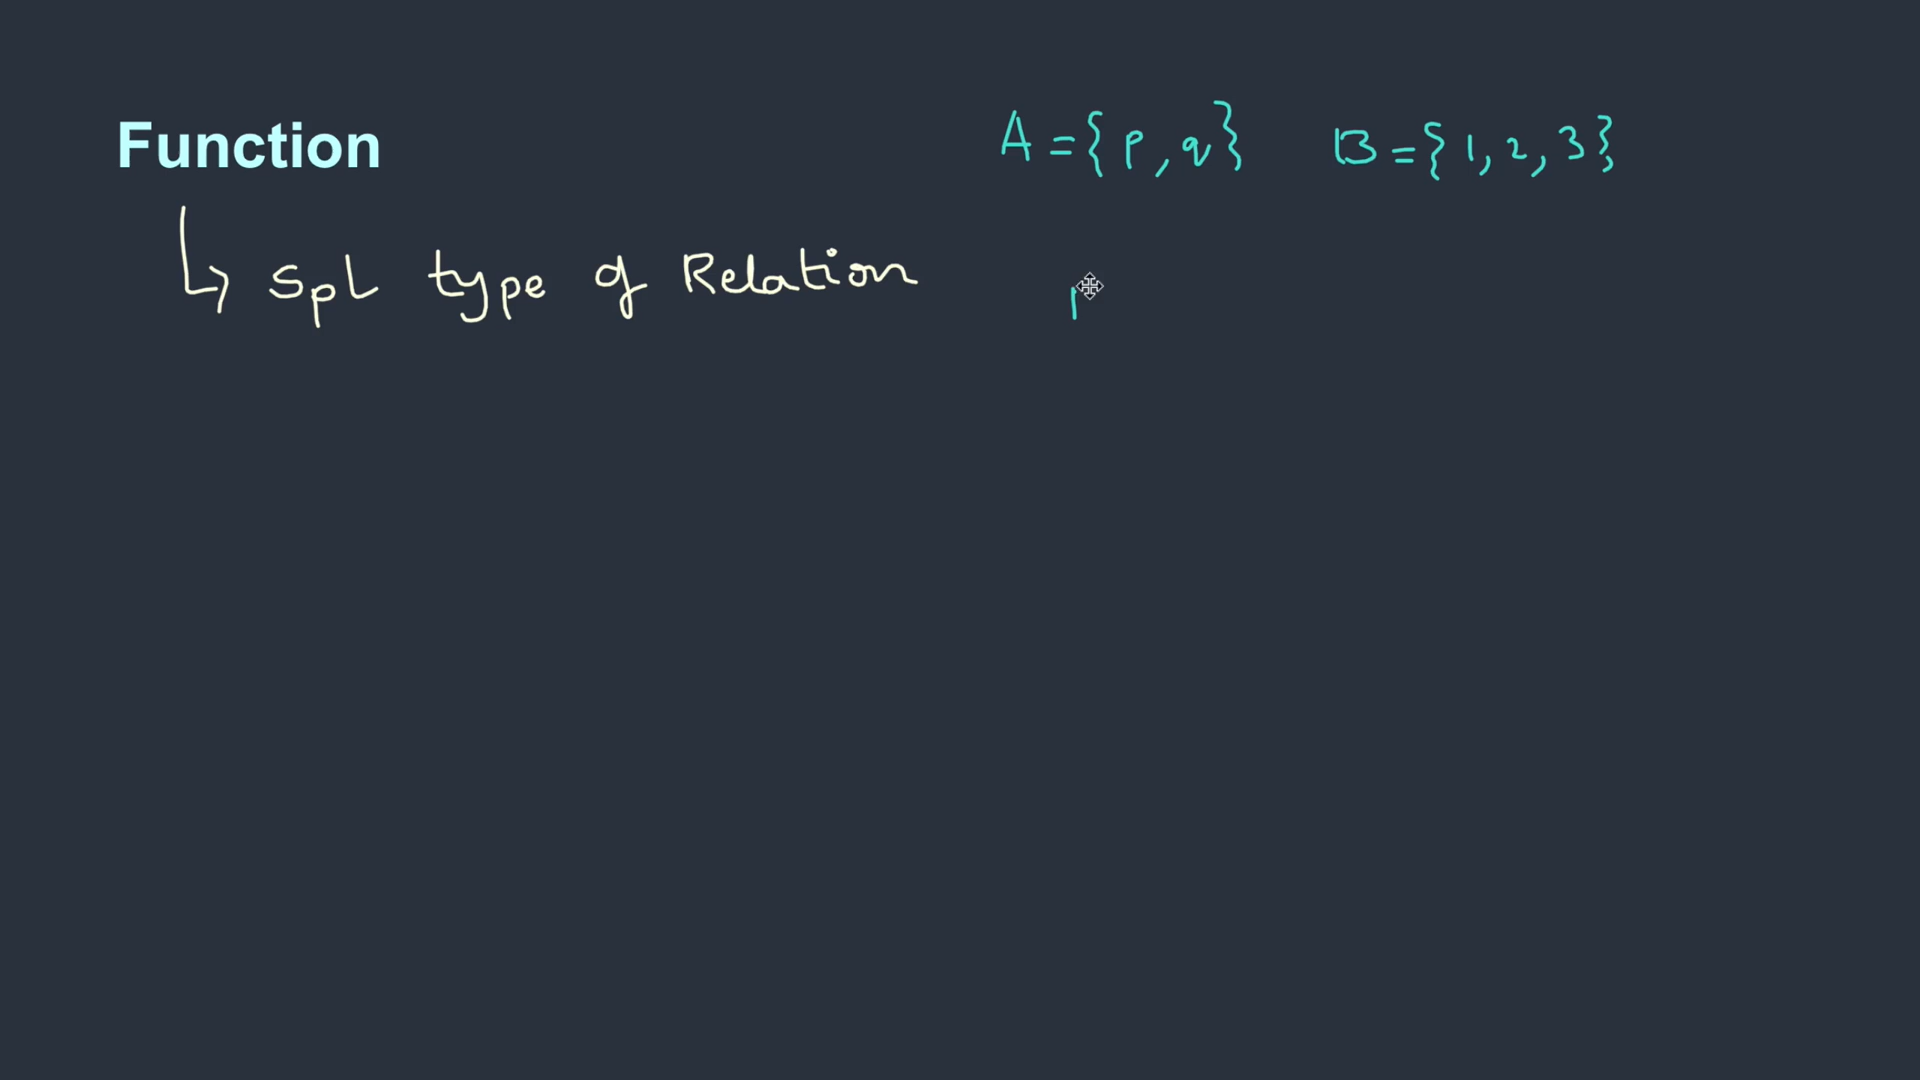 Function
A = {p, q} B = {1, 2, 3}
↳ Spl type of Relation